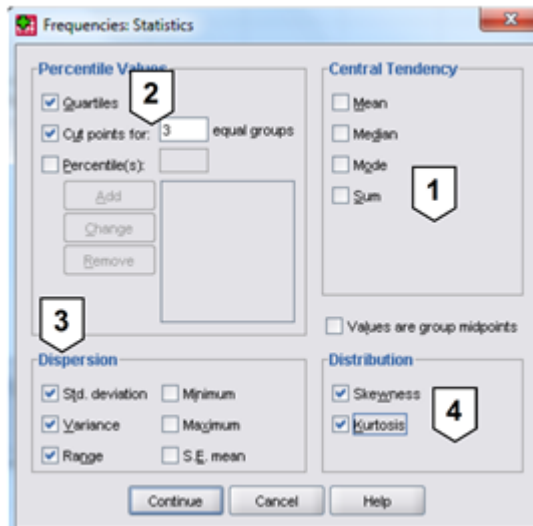 Frequencies: Statistics
Percentile Values
2
Quartiles
Cut points for: 3 equal groups
Percentile(s):
Add
Change
Remove
Central Tendency
Mean
Median
Mode
Sum
1
Values are group midpoints
3
Dispersion
Std. deviation Minimum
Variance Maximum
Range S.E. mean
Distribution
Skewness
Kurtosis
4
Continue Cancel Help